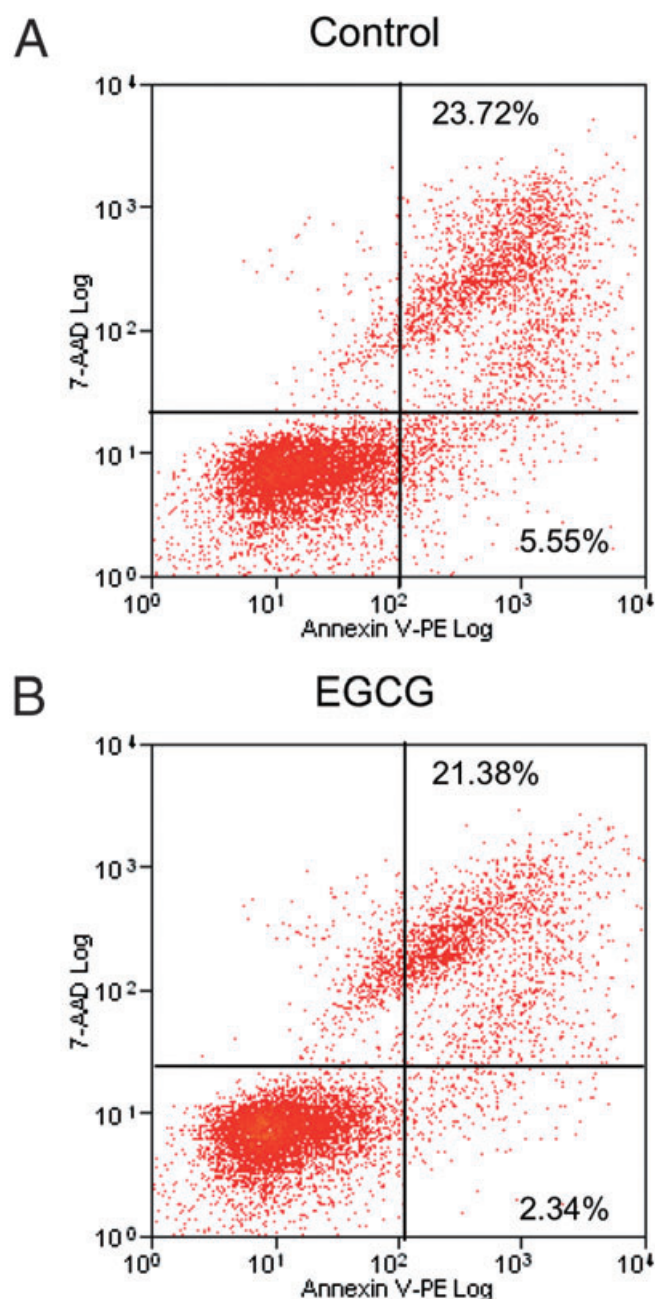 A
Control
10⁴
23.72%
10³
7-AAD Log
10²
10¹
5.55%
10⁰
10⁰ 10¹ 10² 10³ 10⁴
Annexin V-PE Log
B
EGCG
10⁴
21.38%
10³
7-AAD Log
10²
10¹
2.34%
10⁰
10⁰ 10¹ 10² 10³ 10⁴
Annexin V-PE Log